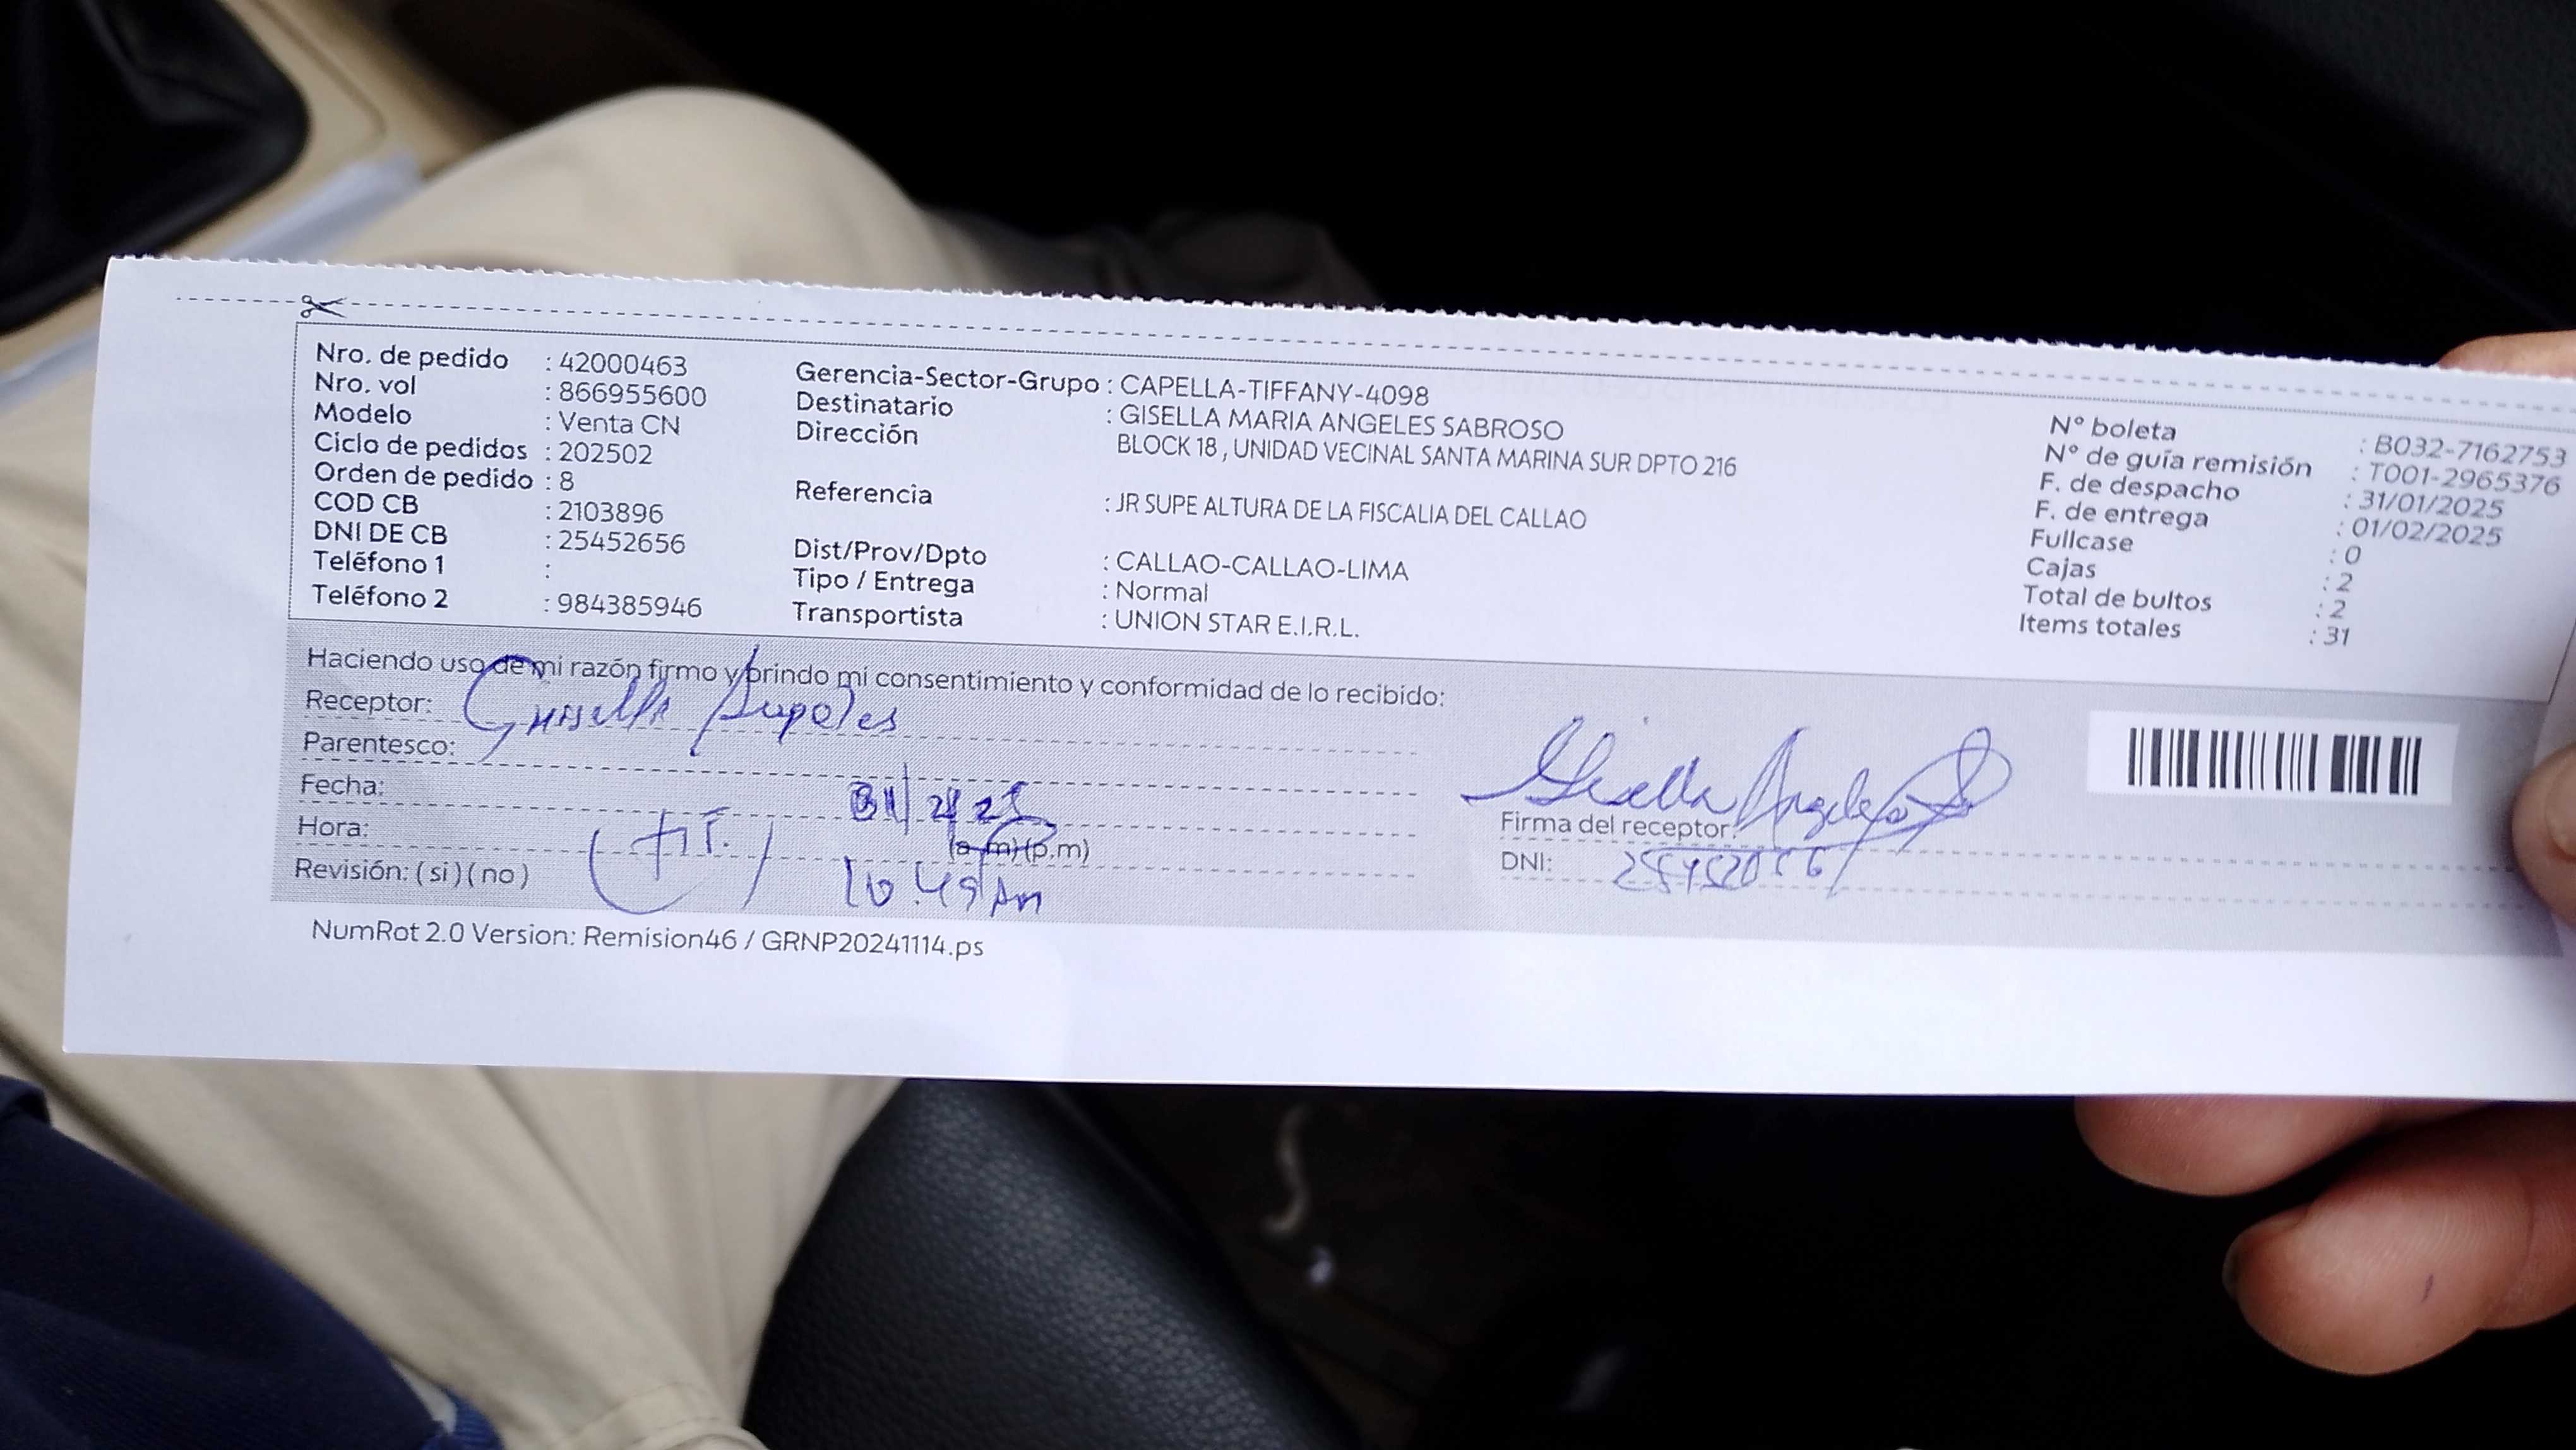 Nro. de pedido : 42000463
Nro. vol : 866955600
Modelo : Venta CN
Ciclo de pedidos : 202502
Orden de pedido : 8
COD CB : 2103896
DNI DE CB : 25452656
Teléfono 1 :
Teléfono 2 : 984385946
Gerencia-Sector-Grupo : CAPELLA-TIFFANY-4098
Destinatario : GISELLA MARIA ANGELES SABROSO
Dirección BLOCK 18 , UNIDAD VECINAL SANTA MARINA SUR DPTO 216
Referencia : JR SUPE ALTURA DE LA FISCALIA DEL CALLAO
Dist/Prov/Dpto : CALLAO-CALLAO-LIMA
Tipo / Entrega : Normal
Transportista : UNION STAR E.I.R.L.
N° boleta : B032-7162753
N° de guía remisión : T001-2965376
F. de despacho : 31/01/2025
F. de entrega : 01/02/2025
Fullcase : 0
Cajas : 2
Total de bultos : 2
Items totales : 31
Haciendo uso de mi razón firmo y brindo mi consentimiento y conformidad de lo recibido:
Receptor:
Parentesco:
Fecha:
Hora: (a.m)(p.m)
Revisión: ( si ) ( no ) 10.49 Am
Gisella Angeles
Firma del receptor:
DNI:
NumRot 2.0 Version: Remision46 / GRNP20241114.ps